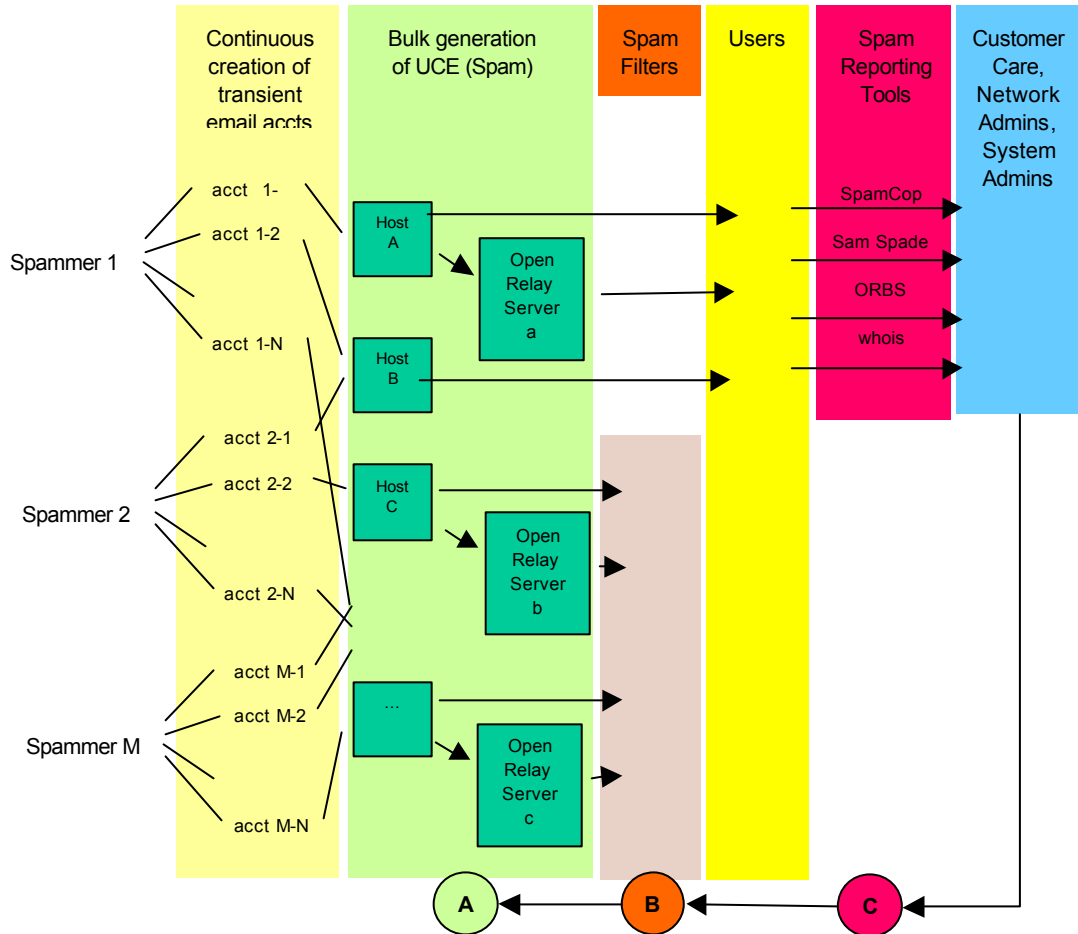 Continuous
creation of
transient
email accts
Bulk generation
of UCE (Spam)
Spam
Filters
Users
Spam
Reporting
Tools
Customer
Care,
Network
Admins,
System
Admins
Spammer 1
acct 1-
acct 1-2
acct 1-N
Spammer 2
acct 2-1
acct 2-2
acct 2-N
Spammer M
acct M-1
acct M-2
acct M-N
Host
A
Open
Relay
Server
a
Host
B
Host
C
Open
Relay
Server
b
...
Open
Relay
Server
c
SpamCop
Sam Spade
ORBS
whois
A
B
C